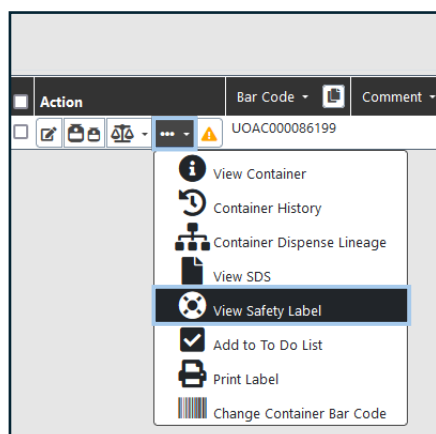 Action Bar Code Comment
UOAC000086199
View Container
Container History
Container Dispense Lineage
View SDS
View Safety Label
Add to To Do List
Print Label
Change Container Bar Code